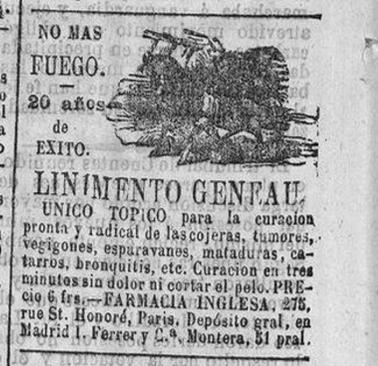 NO MAS
FUEGO.
—
20 años
de
EXITO.
LINIMENTO GENEAU.
UNICO TOPICO para la curacion
pronta y radical de las cojeras, tumores,
vegigones, esparavanes, mataduras, ca-
tarros, bronquitis, etc. Curacion en tres
minutos sin dolor ni cortar el pelo. PRE-
cio 6 frs.—FARMACIA INGLESA, 275,
rue St. Honoré, Paris. Depósito gral, en
Madrid I. Ferrer y C.ª, Montera, 51 pral.